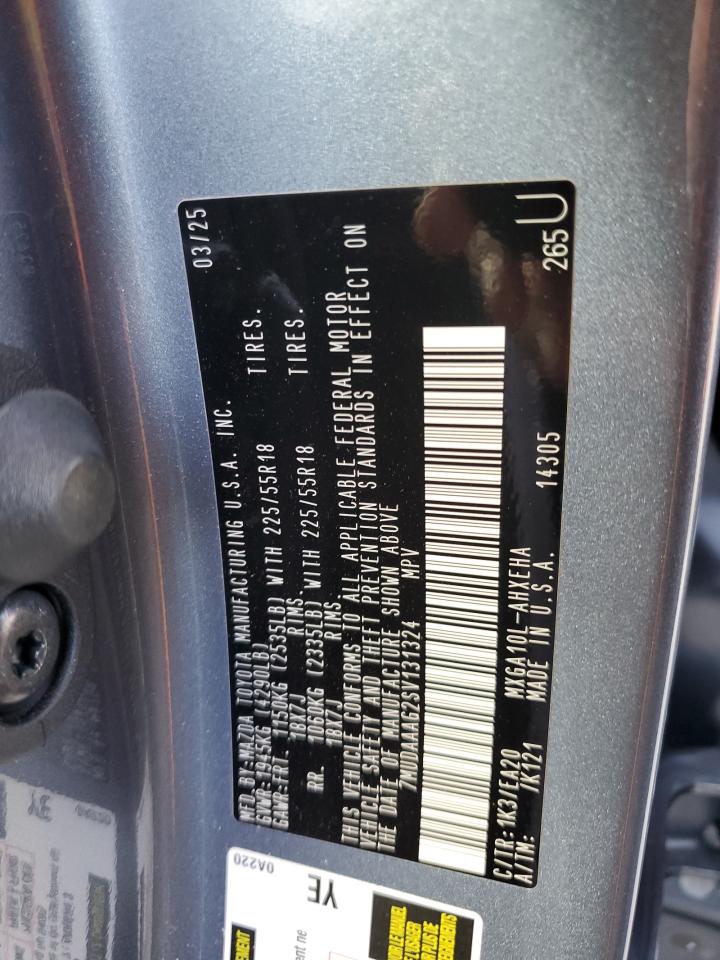 MFD.BY:MAZDA TOYOTA MANUFACTURING U.S.A. INC. 03/25
GVWR:1945KG (4290LB)
GAWR:FRT. 1150KG (2535LB) WITH 225/55R18 TIRES.
18X7J RIMS.
RR. 1060KG (2335LB) WITH 225/55R18 TIRES.
18X7J RIMS.
THIS VEHICLE CONFORMS TO ALL APPLICABLE FEDERAL MOTOR
VEHICLE SAFETY AND THEFT PREVENTION STANDARDS IN EFFECT ON
THE DATE OF MANUFACTURE SHOWN ABOVE
7MUDAAAG2SV131324 MPV
C/TR:1K3/EA20 MXGA10L-AHXEHA 14305 265 U
A/TM: /K121 MADE IN U.S.A.
0A220
YE